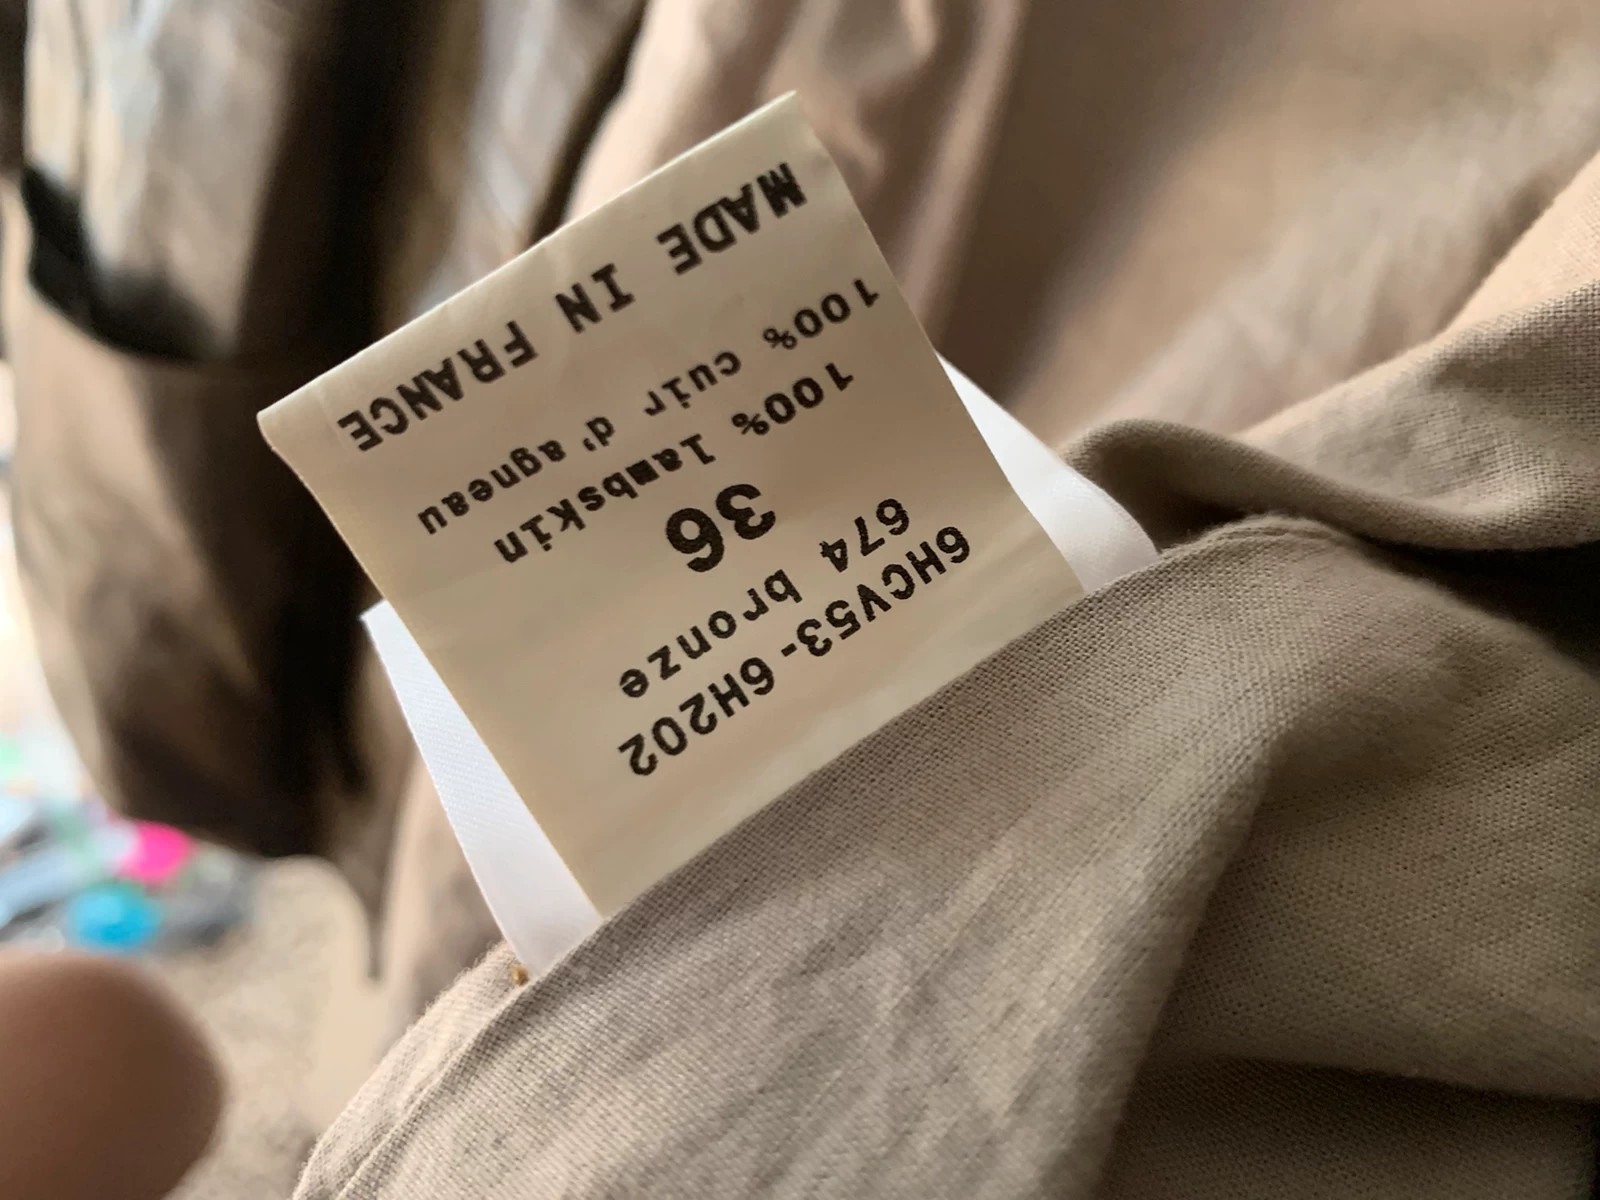 MADE IN FRANCE
100% cuir d'agneau
100% lambskin
36
674 bronze
6HCV53-6H202